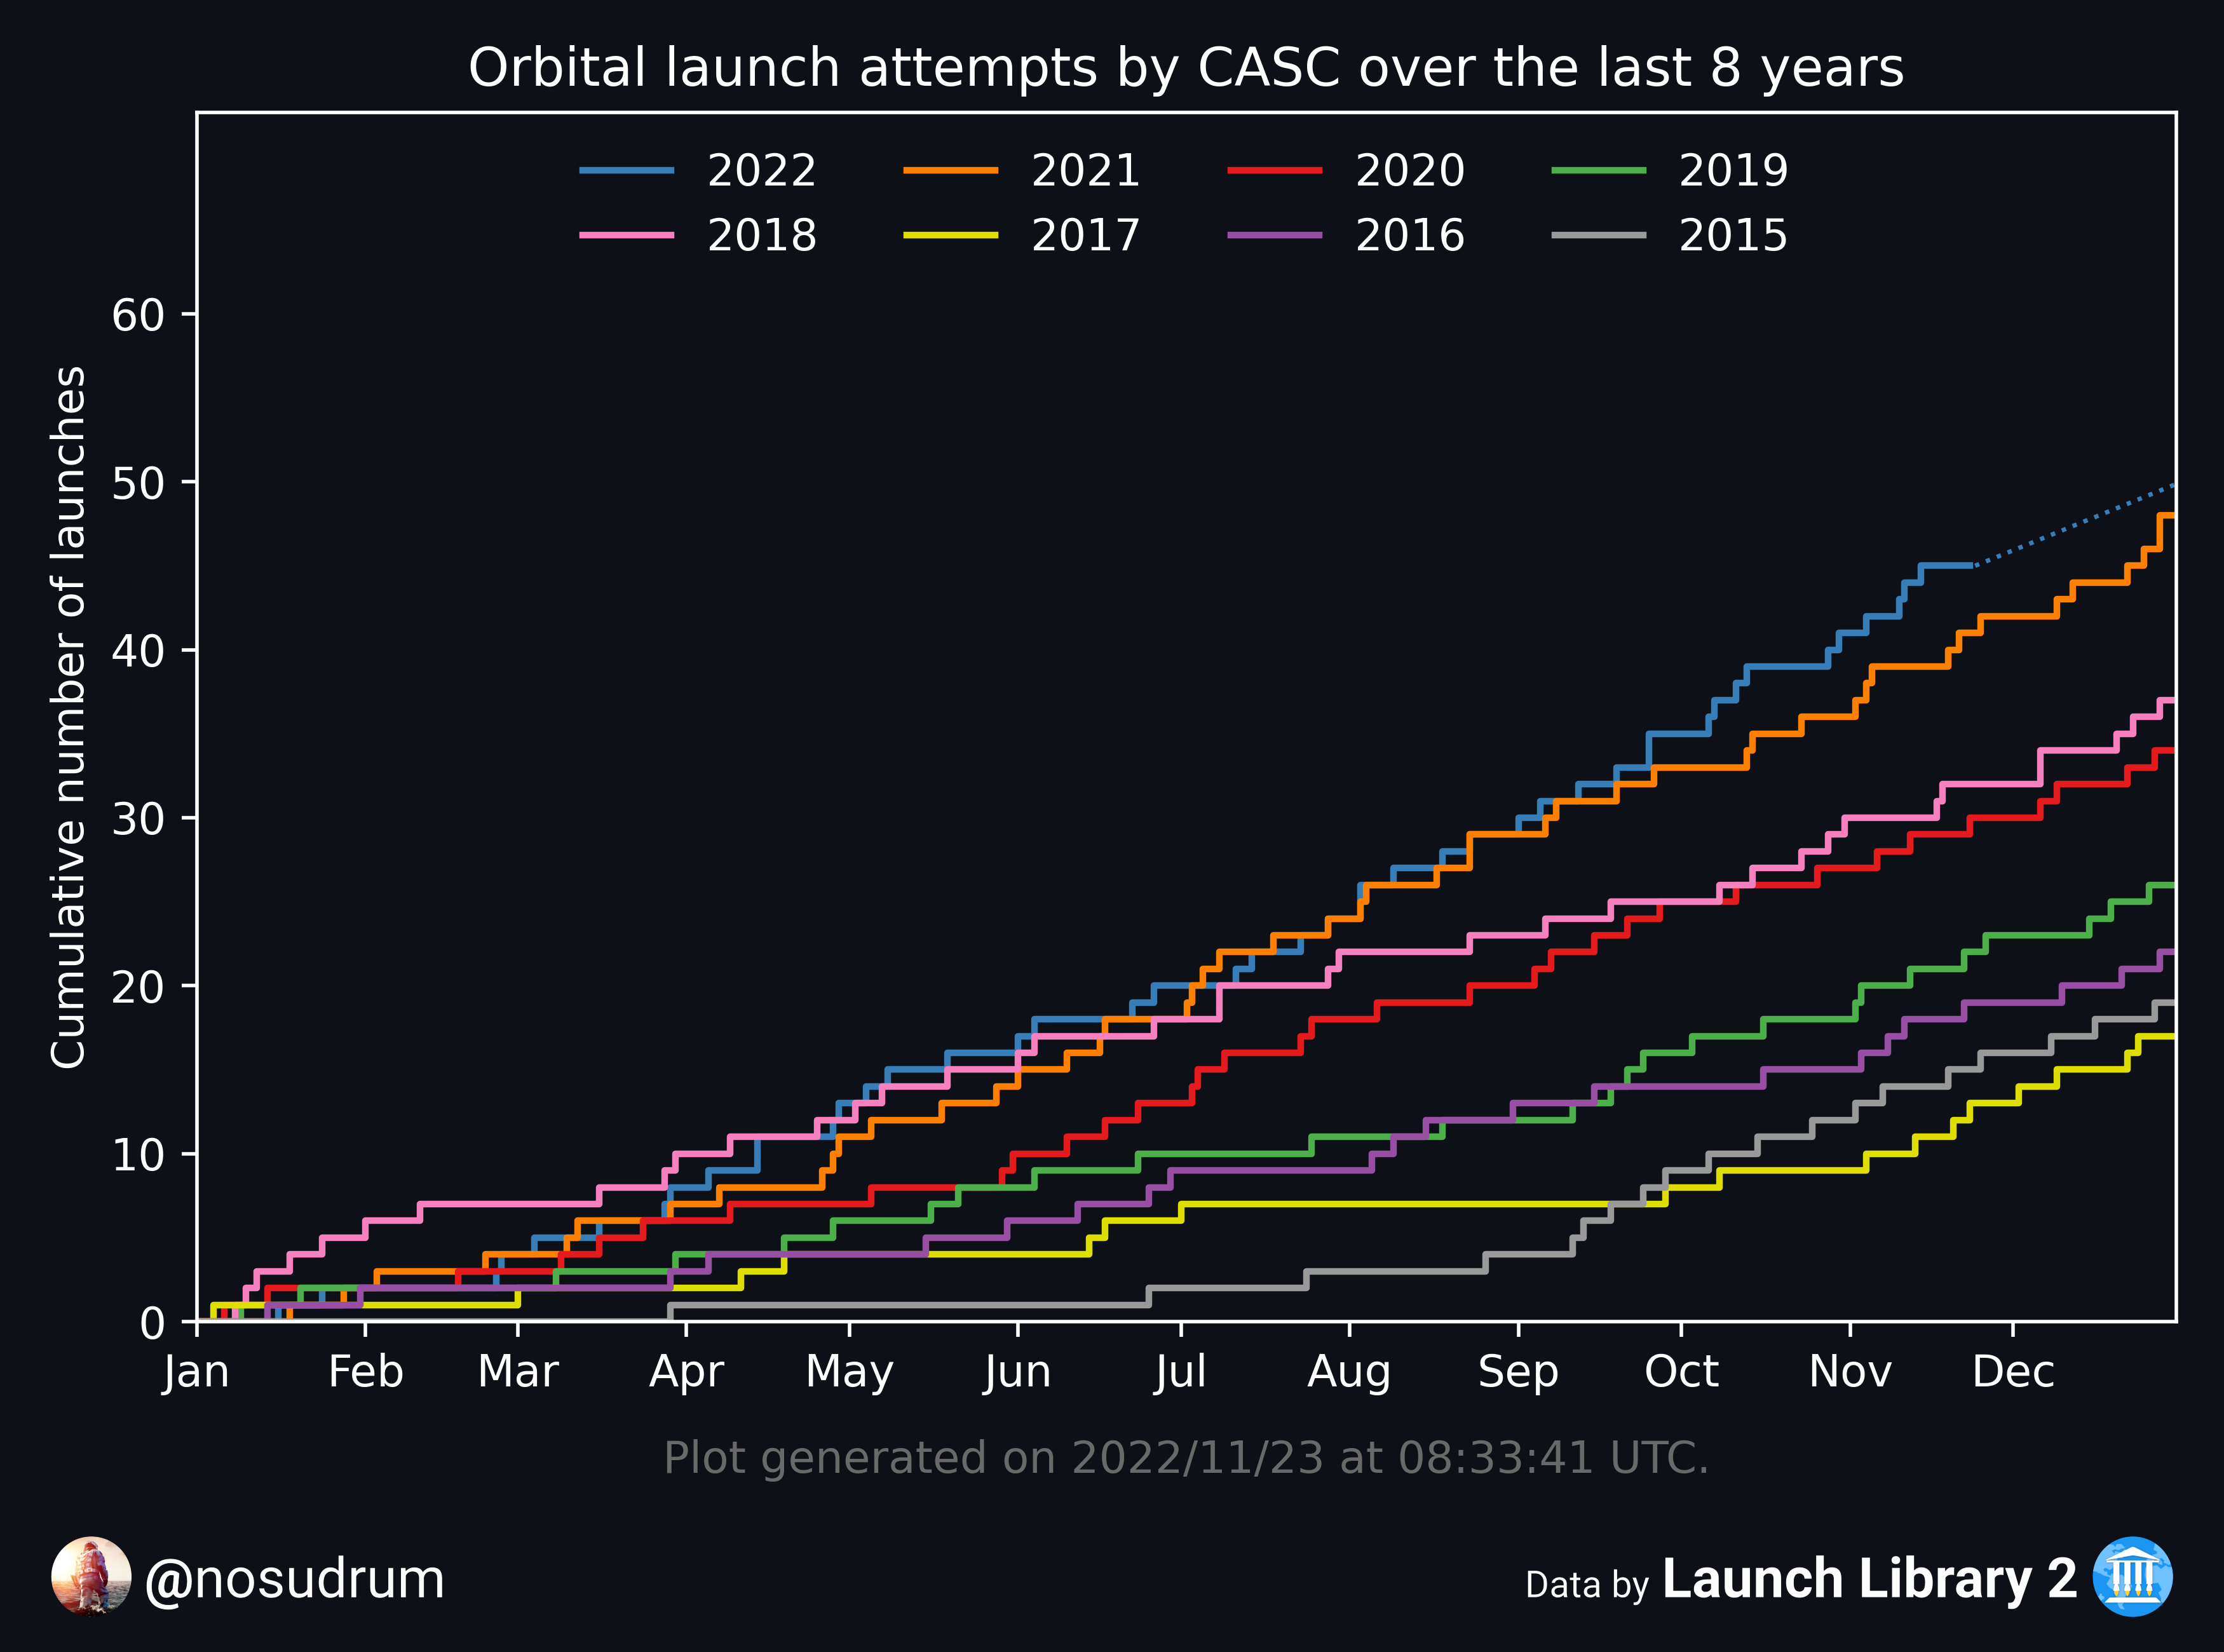 Orbital launch attempts by CASC over the last 8 years
2022 2021 2020 2019
2018 2017 2016 2015
Cumulative number of launches
60
50
40
30
20
10
0
Jan Feb Mar Apr May Jun Jul Aug Sep Oct Nov Dec
Plot generated on 2022/11/23 at 08:33:41 UTC.
@nosudrum
Data by Launch Library 2